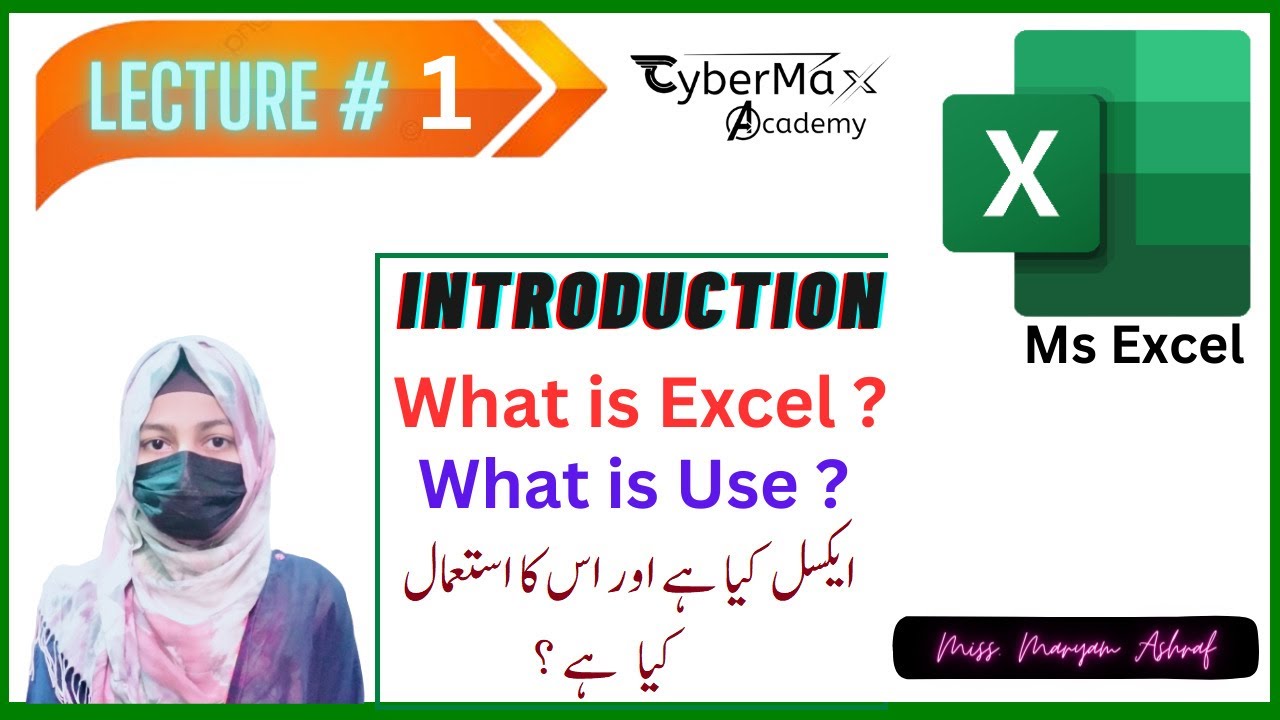 LECTURE # 1
CyberMax
Academy
X
Ms Excel
INTRODUCTION
What is Excel ?
What is Use ?
ایکسل کیا ہے اور اس کا استعمال
کیا ہے ؟
Miss. Maryam Ashraf